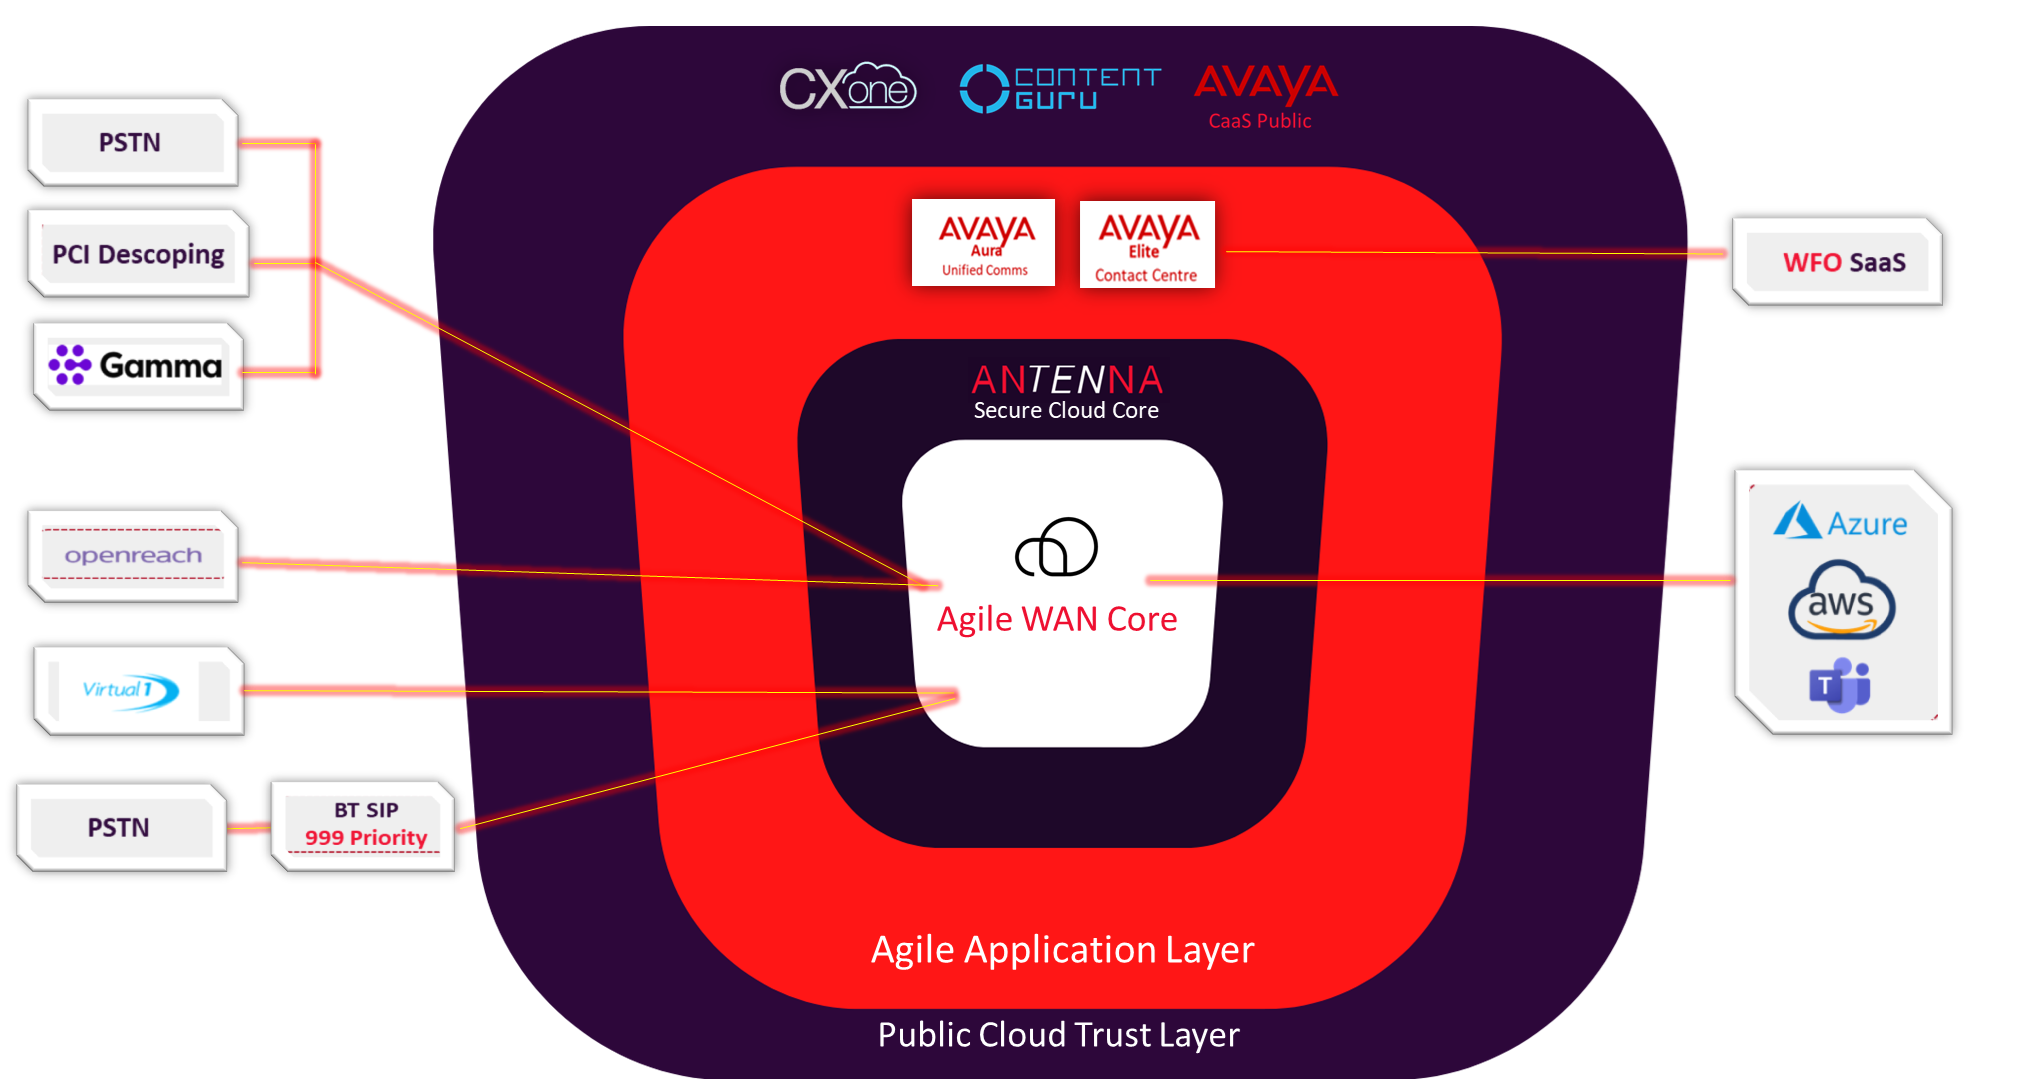 CXone
CONTENT
GURU
AVAYA
CaaS Public
PSTN
PCI Descoping
Gamma
openreach
Virtual1
PSTN
BT SIP
999 Priority
AVAYA
Aura
Unified Comms
AVAYA
Elite
Contact Centre
ANTENNA
Secure Cloud Core
Agile WAN Core
Agile Application Layer
Public Cloud Trust Layer
WFO SaaS
Azure
aws
T